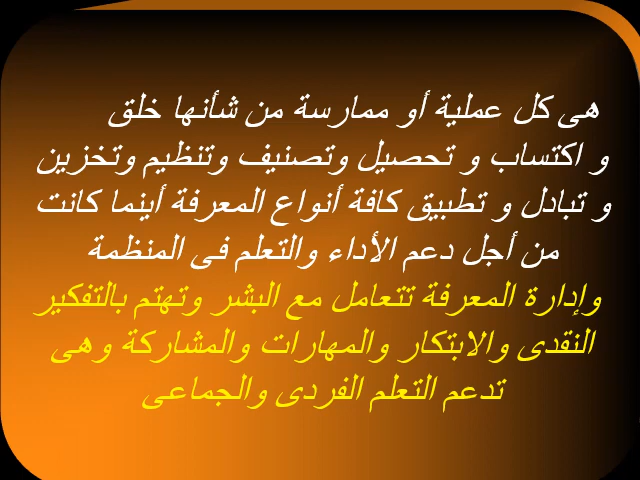 هى كل عملية أو ممارسة من شأنها خلق
و اكتساب و تحصيل وتصنيف وتنظيم وتخزين
و تبادل و تطبيق كافة أنواع المعرفة أينما كانت
من أجل دعم الأداء والتعلم فى المنظمة
وإدارة المعرفة تتعامل مع البشر وتهتم بالتفكير
النقدى والابتكار والمهارات والمشاركة وهى
تدعم التعلم الفردى والجماعى